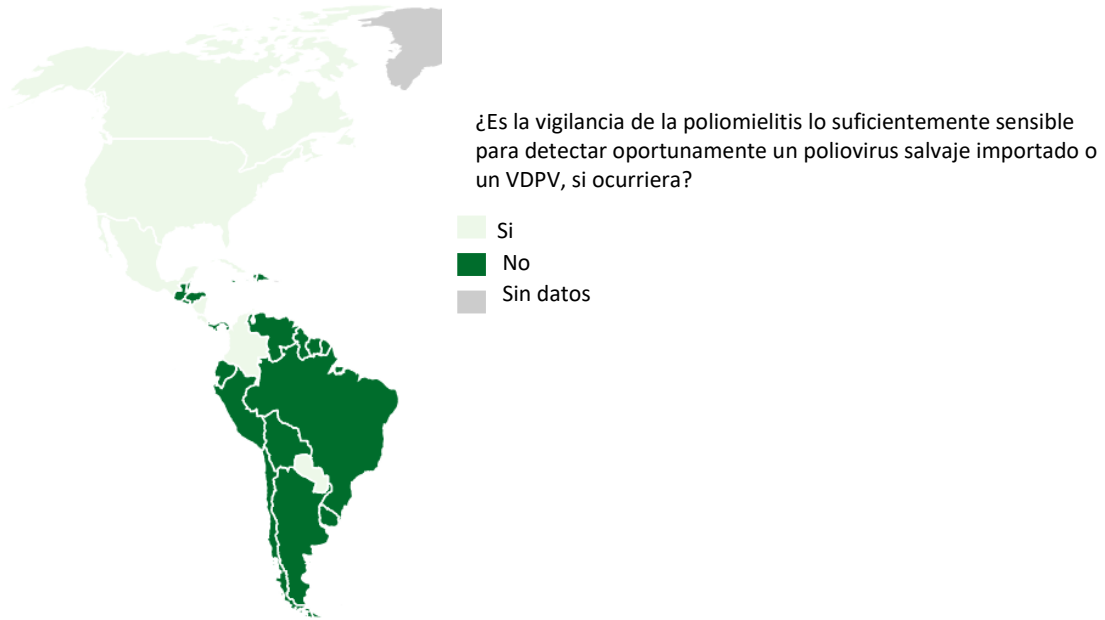 ¿Es la vigilancia de la poliomielitis lo suficientemente sensible
para detectar oportunamente un poliovirus salvaje importado o
un VDPV, si ocurriera?
Si
No
Sin datos